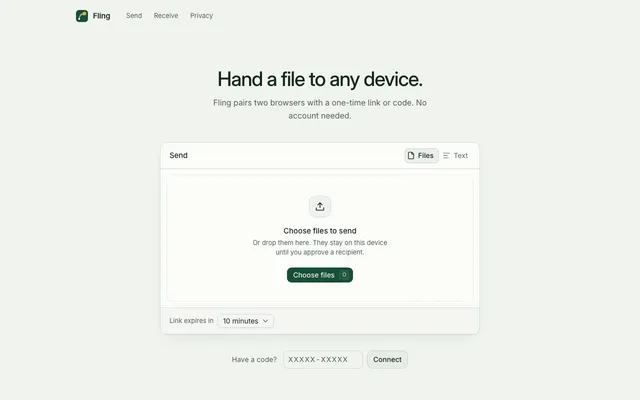 Fling
Send Receive Privacy
Hand a file to any device.
Fling pairs two browsers with a one-time link or code. No
account needed.
Send
Files
Text
Choose files to send
Or drop them here. They stay on this device
until you approve a recipient.
Choose files O
Link expires in 10 minutes
Have a code? XXXXX-XXXXX Connect